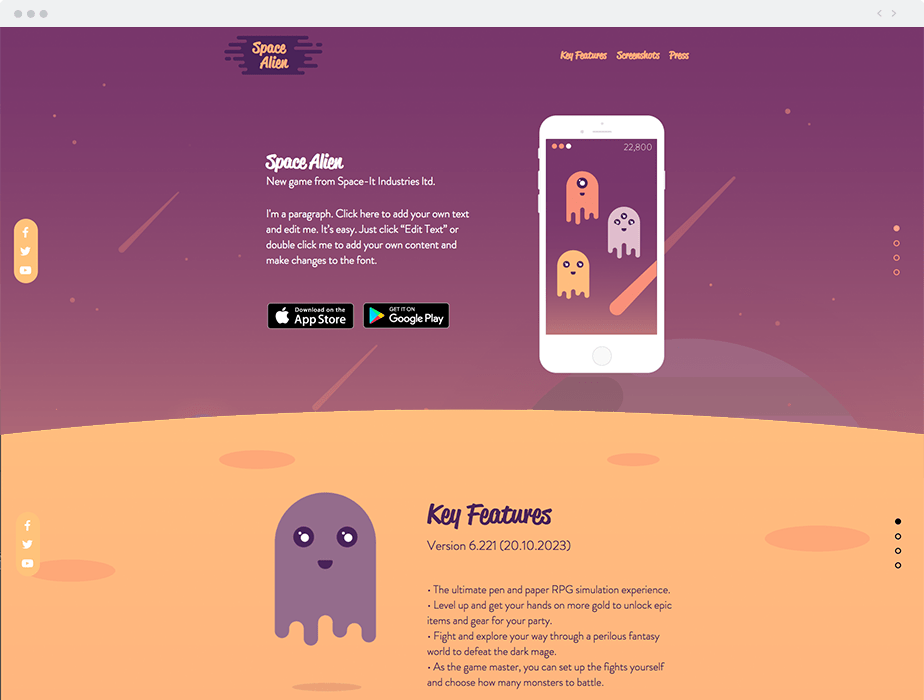 Space
Alien
Key Features Screenshots Press
22,800
Space Alien
New game from Space-It Industries ltd.
I'm a paragraph. Click here to add your own text
and edit me. It's easy. Just click “Edit Text” or
double click me to add your own content and
make changes to the font.
Download on the
App Store
GET IT ON
Google Play
Key Features
Version 6.221 (20.10.2023)
• The ultimate pen and paper RPG simulation experience.
• Level up and get your hands on more gold to unlock epic
items and gear for your party.
• Fight and explore your way through a perilous fantasy
world to defeat the dark mage.
• As the game master, you can set up the fights yourself
and choose how many monsters to battle.